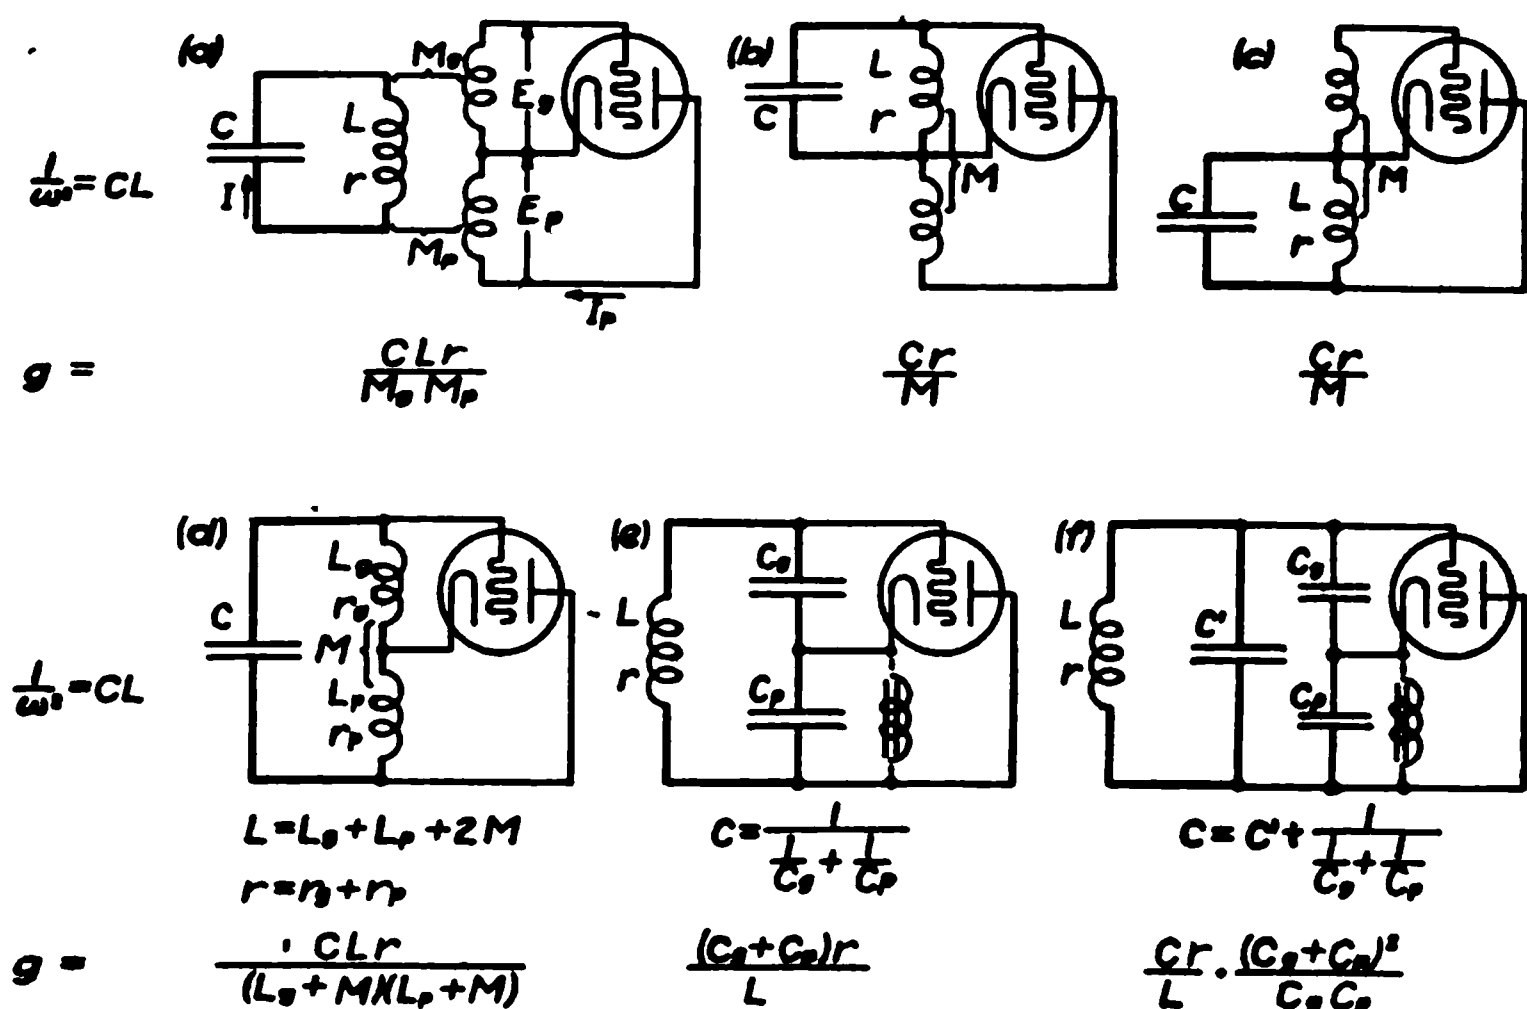 (a)
(b)
(c)
M_g
E_g
L
r
C
I
M_p
E_p
I_p
1/ω² = CL
C
L
r
M
C
L
r
M
g =
CLr / M_g M_p
Cr / M
Cr / M
(d)
(e)
(f)
C
L_g
r_g
M
L_p
r_p
L
r
C_g
C_p
L
r
C'
C_g
C_p
1/ω² = CL
L = L_g + L_p + 2M
r = r_g + r_p
C = 1 / (1/C_g + 1/C_p)
C = C' + 1 / (1/C_g + 1/C_p)
g =
CLr / (L_g + M)(L_p + M)
(C_g + C_p)r / L
Cr / L · (C_g + C_p)² / C_g C_p